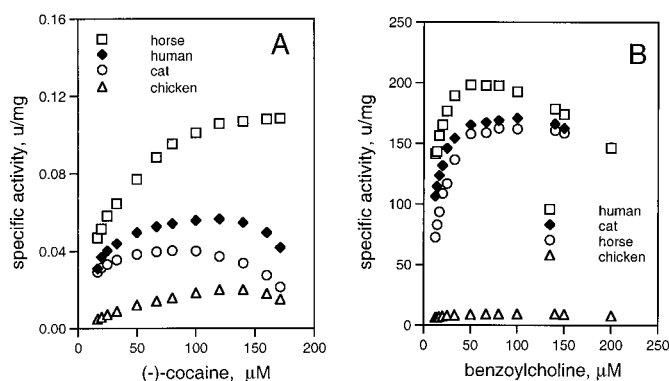 A
horse
human
cat
chicken
0.16
0.12
0.08
0.04
0.00
0 50 100 150 200
specific activity, u/mg
(-)-cocaine, μM
B
250
200
150
100
50
0
human
cat
horse
chicken
0 50 100 150 200 250
specific activity, u/mg
benzoylcholine, μM